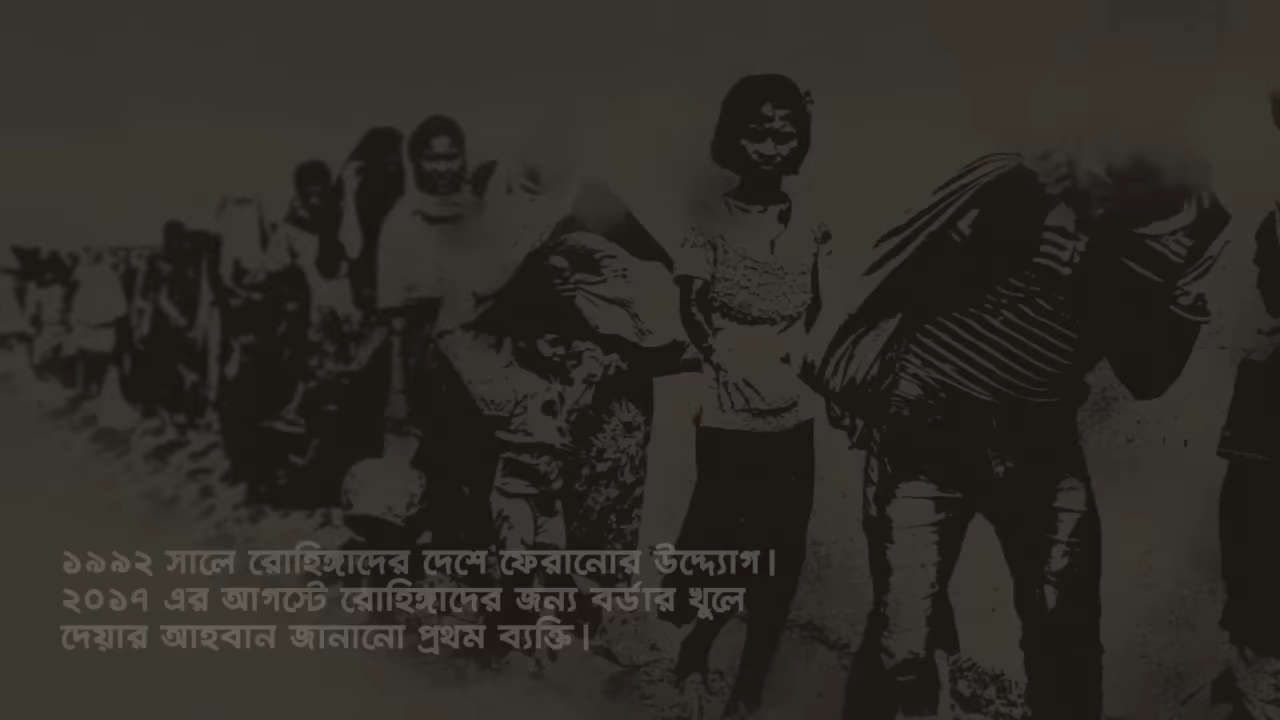 ১৯৯২ সালে রোহিঙ্গাদের দেশে ফেরানোর উদ্দ্যোগ।
২০১৭ এর আগস্টে রোহিঙ্গাদের জন্য বর্ডার খুলে
দেয়ার আহবান জানানো প্রথম ব্যক্তি।